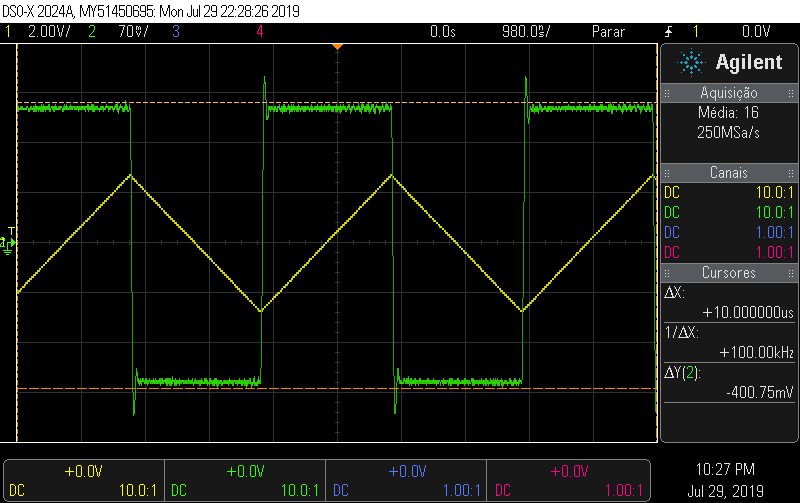 DSO-X 2024A, MY51450695: Mon Jul 29 22:28:26 2019
1 2.00V/ 2 70mV/ 3 4 0.0s 980.0ns/ Parar 1 0.0V
Agilent
Aquisição
Média: 16
250MSa/s
Canais
DC 10.0:1
DC 10.0:1
DC 1.00:1
DC 1.00:1
Cursores
ΔX:
+10.000000us
1/ΔX:
+100.00kHz
ΔY(2):
-400.75mV
T
2
+0.0V +0.0V +0.0V +0.0V
DC 10.0:1 DC 10.0:1 DC 1.00:1 DC 1.00:1
10:27 PM
Jul 29, 2019